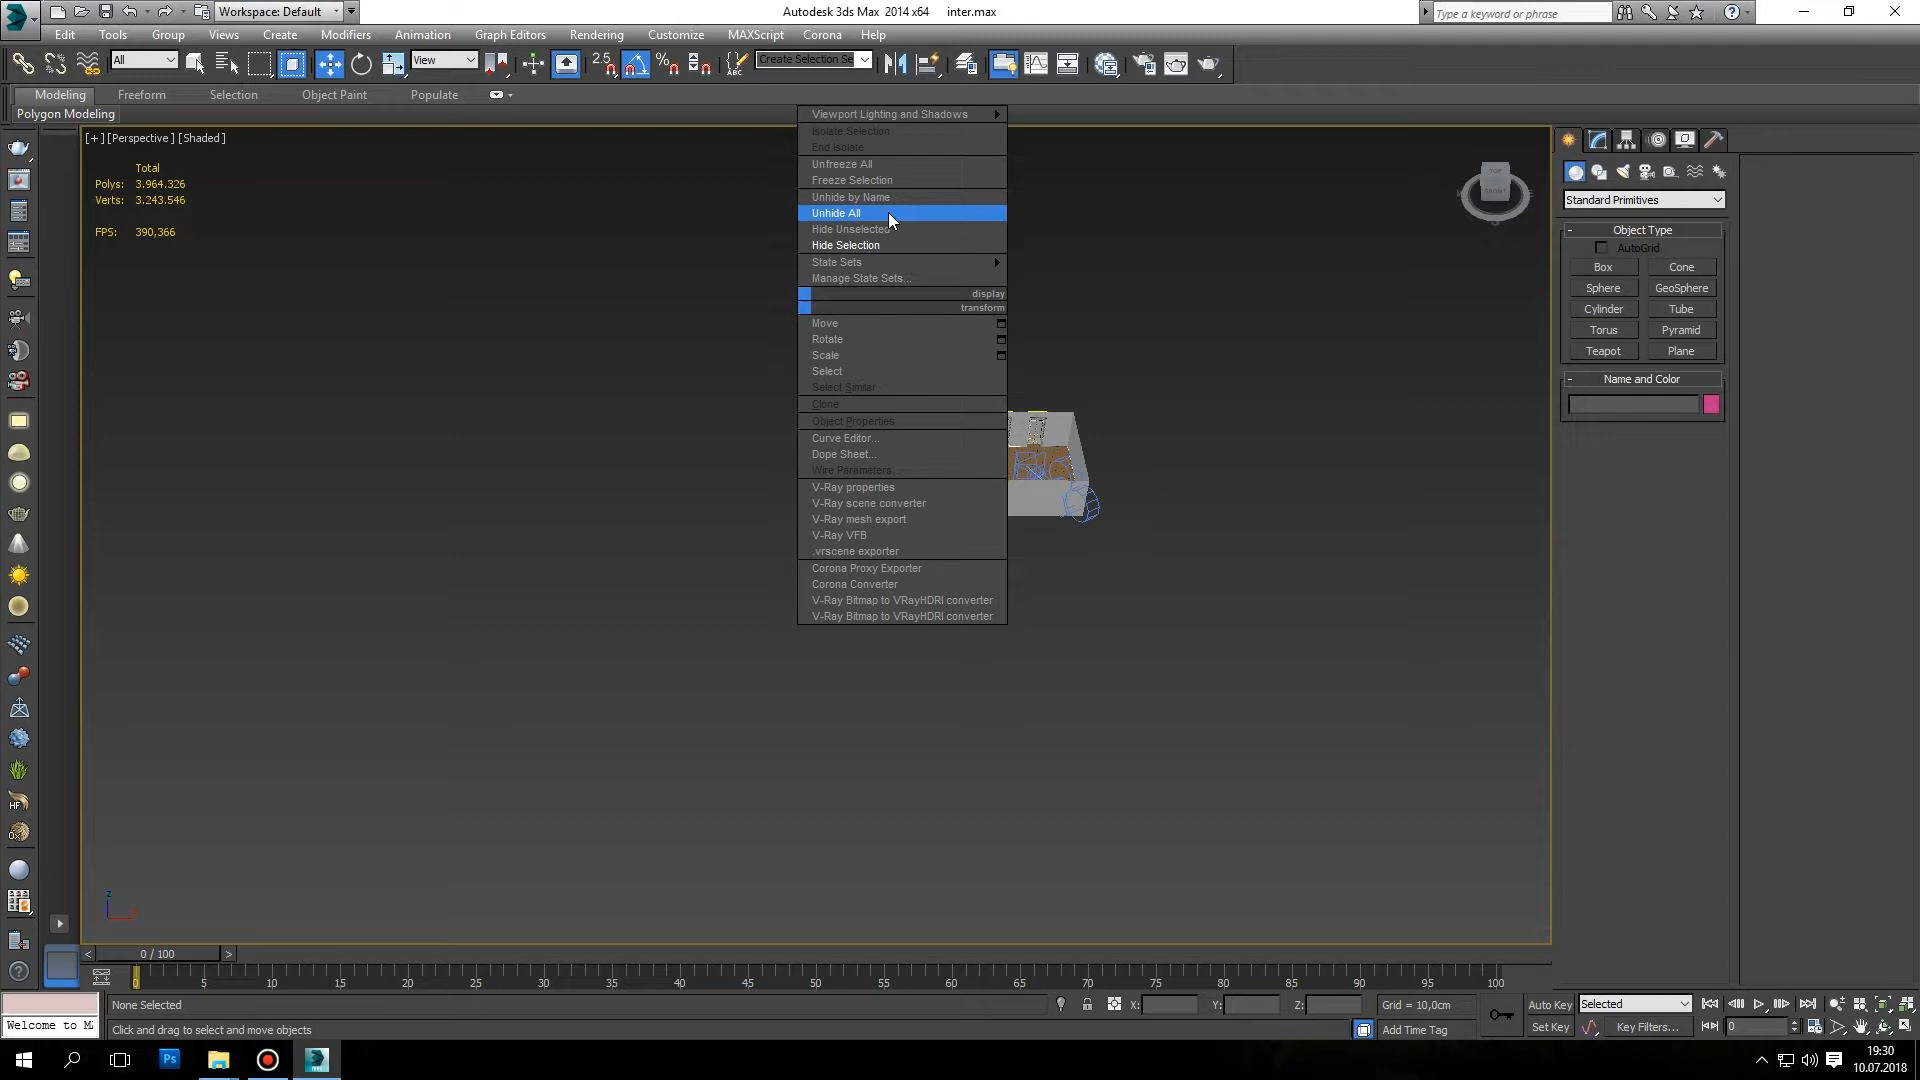 Workspace: Default
Autodesk 3ds Max 2014 x64 inter.max
Type a keyword or phrase
Edit Tools Group Views Create Modifiers Animation Graph Editors Rendering Customize MAXScript Corona Help
All
View
2.5
Create Selection Se
Modeling Freeform Selection Object Paint Populate
Polygon Modeling
[+] [Perspective] [Shaded]
Total
Polys: 3.964.326
Verts: 3.243.546
FPS: 390,366
Viewport Lighting and Shadows
Isolate Selection
End Isolate
Unfreeze All
Freeze Selection
Unhide by Name
Unhide All
Hide Unselected
Hide Selection
State Sets
Manage State Sets...
display
transform
Move
Rotate
Scale
Select
Select Similar
Clone
Object Properties
Curve Editor...
Dope Sheet...
Wire Parameters...
V-Ray properties
V-Ray scene converter
V-Ray mesh export
V-Ray VFB
.vrscene exporter
Corona Proxy Exporter
Corona Converter
V-Ray Bitmap to VRayHDRI converter
V-Ray Bitmap to VRayHDRI converter
TOP
FRONT
Standard Primitives
- Object Type
AutoGrid
Box Cone
Sphere GeoSphere
Cylinder Tube
Torus Pyramid
Teapot Plane
- Name and Color
z
< 0 / 100 >
0 5 10 15 20 25 30 35 40 45 50 55 60 65 70 75 80 85 90 95 100
None Selected
X: Y: Z: Grid = 10,0cm
Auto Key Selected
Welcome to M
Click and drag to select and move objects
Add Time Tag
Set Key Key Filters...
0
Ps
19:30
10.07.2018